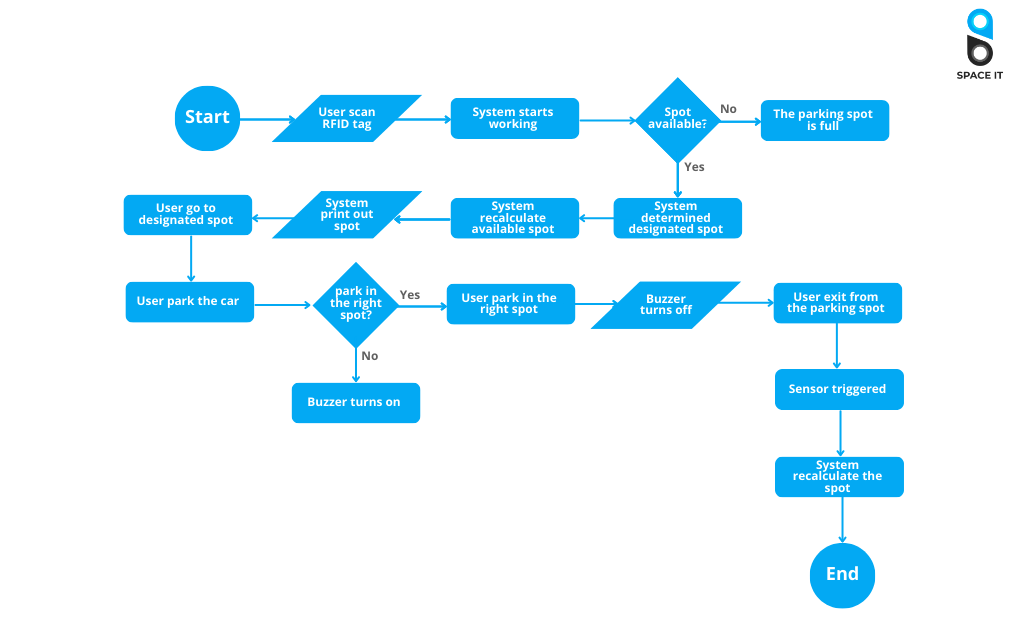 SPACE IT
Start
User scan
RFID tag
System starts
working
Spot
available?
No
The parking spot
is full
Yes
User go to
designated spot
System
print out
spot
System
recalculate
available spot
System
determined
designated spot
User park the car
park in
the right
spot?
Yes
User park in the
right spot
Buzzer
turns off
User exit from
the parking spot
No
Buzzer turns on
Sensor triggered
System
recalculate the
spot
End